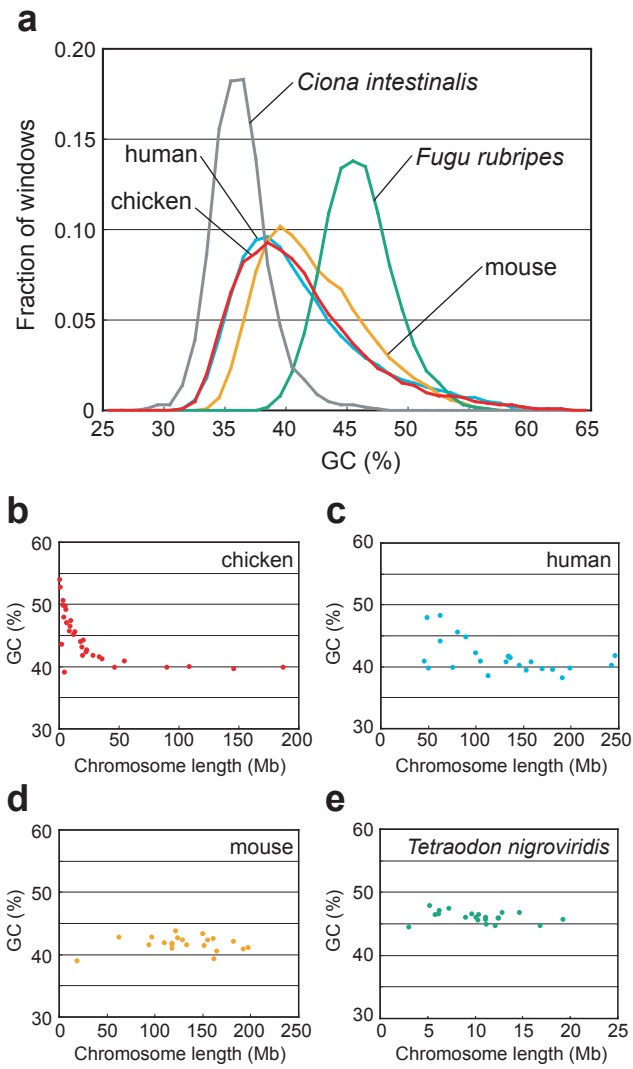 a
0.20
0.15
0.10
0.05
0
Fraction of windows
Ciona intestinalis
human
chicken
Fugu rubripes
mouse
25 30 35 40 45 50 55 60 65
GC (%)
b
60
50
40
30
GC (%)
chicken
0 50 100 150 200
Chromosome length (Mb)
c
60
50
40
30
GC (%)
human
0 50 100 150 200 250
Chromosome length (Mb)
d
60
50
40
30
GC (%)
mouse
0 50 100 150 200 250
Chromosome length (Mb)
e
60
50
40
30
GC (%)
Tetraodon nigroviridis
0 5 10 15 20 25
Chromosome length (Mb)